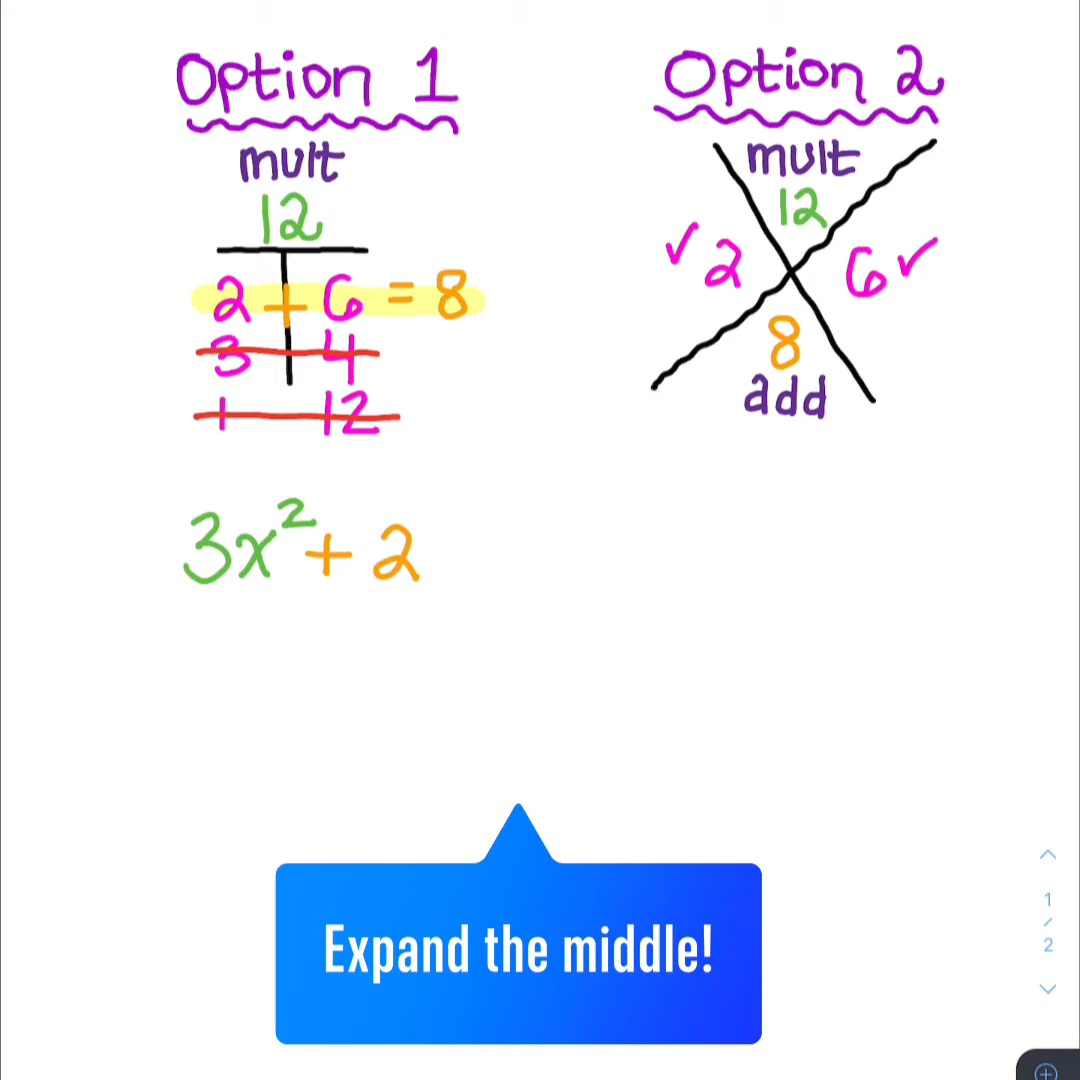 Option 1
mult
12
2 + 6 = 8
3 4
1 12
Option 2
mult
12
✓2 6✓
8
add
3x² + 2
Expand the middle!
1
/
2